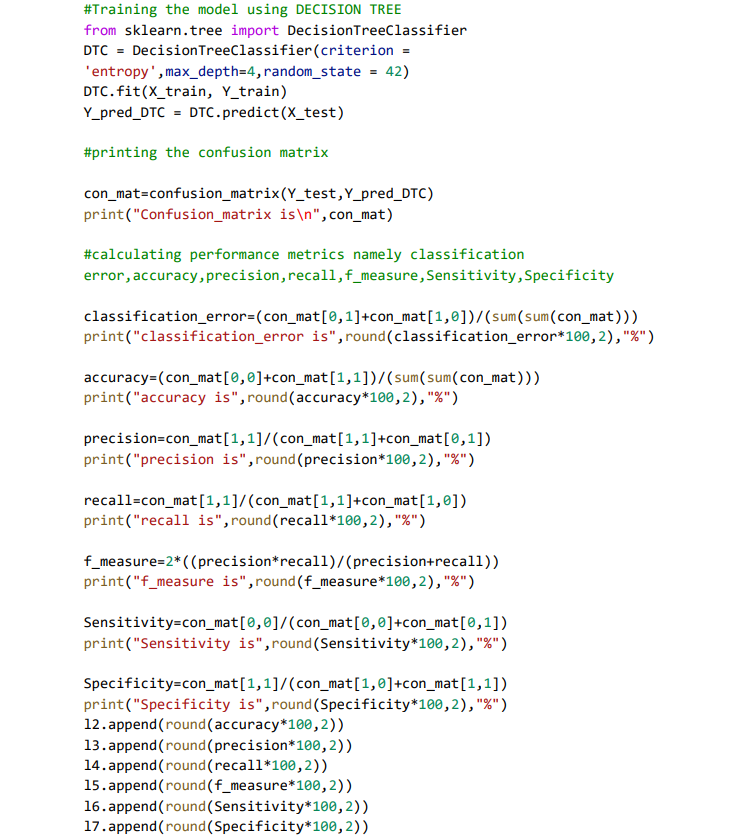 #Training the model using DECISION TREE
from sklearn.tree import DecisionTreeClassifier
DTC = DecisionTreeClassifier(criterion =
'entropy',max_depth=4,random_state = 42)
DTC.fit(X_train, Y_train)
Y_pred_DTC = DTC.predict(X_test)
#printing the confusion matrix
con_mat=confusion_matrix(Y_test,Y_pred_DTC)
print("Confusion_matrix is\n",con_mat)
#calculating performance metrics namely classification
error,accuracy,precision,recall,f_measure,Sensitivity,Specificity
classification_error=(con_mat[0,1]+con_mat[1,0])/(sum(sum(con_mat)))
print("classification_error is",round(classification_error*100,2),"%")
accuracy=(con_mat[0,0]+con_mat[1,1])/(sum(sum(con_mat)))
print("accuracy is",round(accuracy*100,2),"%")
precision=con_mat[1,1]/(con_mat[1,1]+con_mat[0,1])
print("precision is",round(precision*100,2),"%")
recall=con_mat[1,1]/(con_mat[1,1]+con_mat[1,0])
print("recall is",round(recall*100,2),"%")
f_measure=2*((precision*recall)/(precision+recall))
print("f_measure is",round(f_measure*100,2),"%")
Sensitivity=con_mat[0,0]/(con_mat[0,0]+con_mat[0,1])
print("Sensitivity is",round(Sensitivity*100,2),"%")
Specificity=con_mat[1,1]/(con_mat[1,0]+con_mat[1,1])
print("Specificity is",round(Specificity*100,2),"%")
l2.append(round(accuracy*100,2))
l3.append(round(precision*100,2))
l4.append(round(recall*100,2))
l5.append(round(f_measure*100,2))
l6.append(round(Sensitivity*100,2))
l7.append(round(Specificity*100,2))